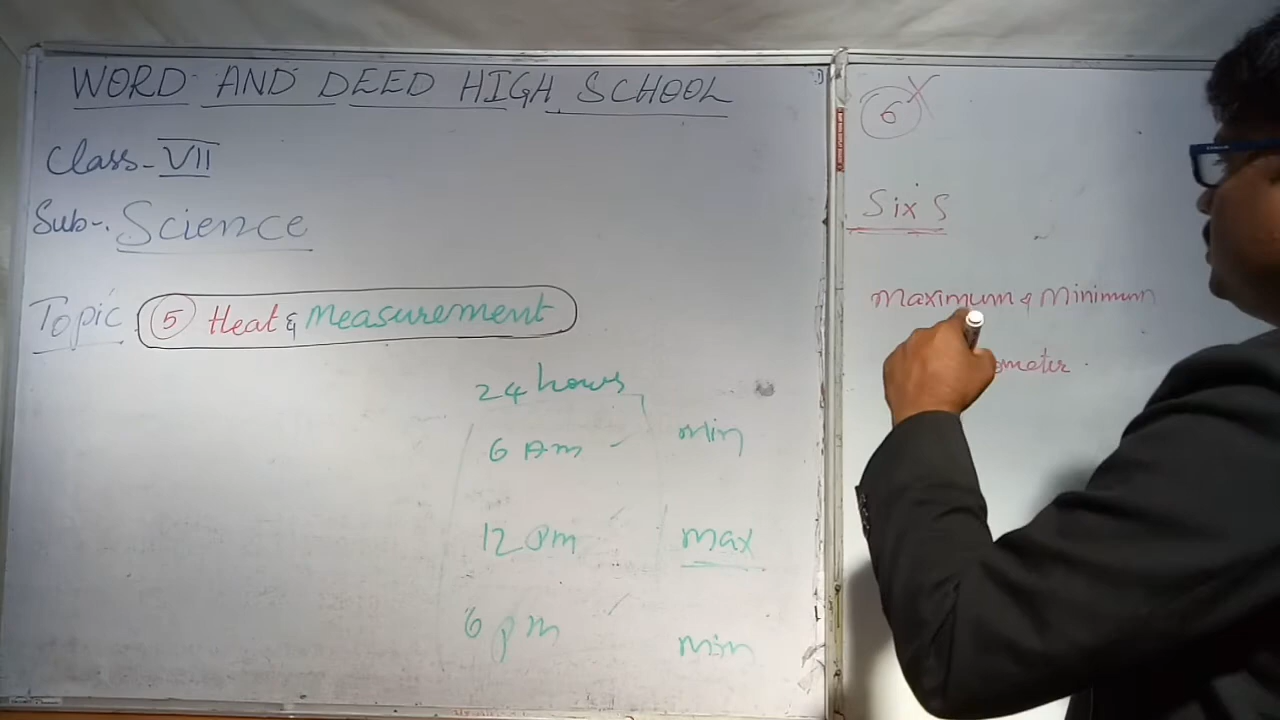 WORD AND DEED HIGH SCHOOL
Class - VII
Sub-. Science
Topic 5 Heat & Measurement
24 hours
6 Am min
12 Pm max
6 pm min
6 X
Six's
Maximum & Minimum
ometer